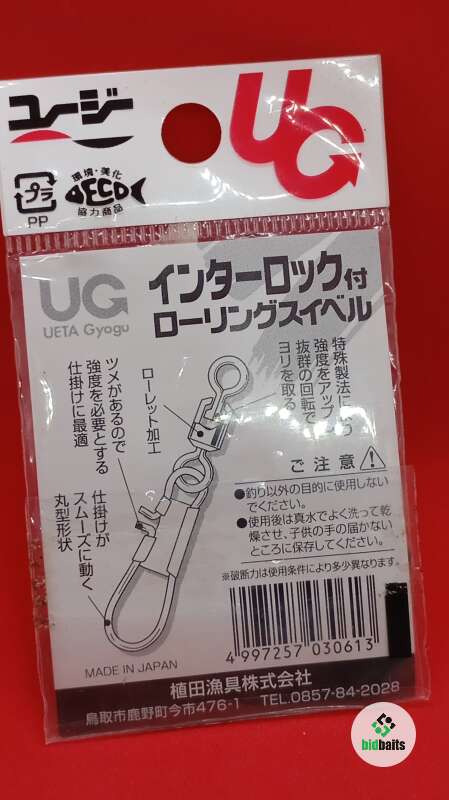 ユージー
UG
プラ
PP
環境・美化
ECO
協力商品
UG
UETA Gyogu
インターロック付
ローリングスイベル
特殊製法に
強度をアップ
抜群の回転で
ヨリを取る
ローレット加工
ツメがあるので
強度を必要とする
仕掛けに最適
仕掛けが
スムーズに動く
丸型形状
ご注意
●釣り以外の目的に使用しない
でください。
●使用後は真水でよく洗って乾
燥させ、子供の手の届かない
ところに保存してください。
※破断力は使用条件により多少異なります。
4 997257 030613
MADE IN JAPAN
植田漁具株式会社
鳥取市鹿野町今市476-1 TEL.0857-84-2028
bidbaits